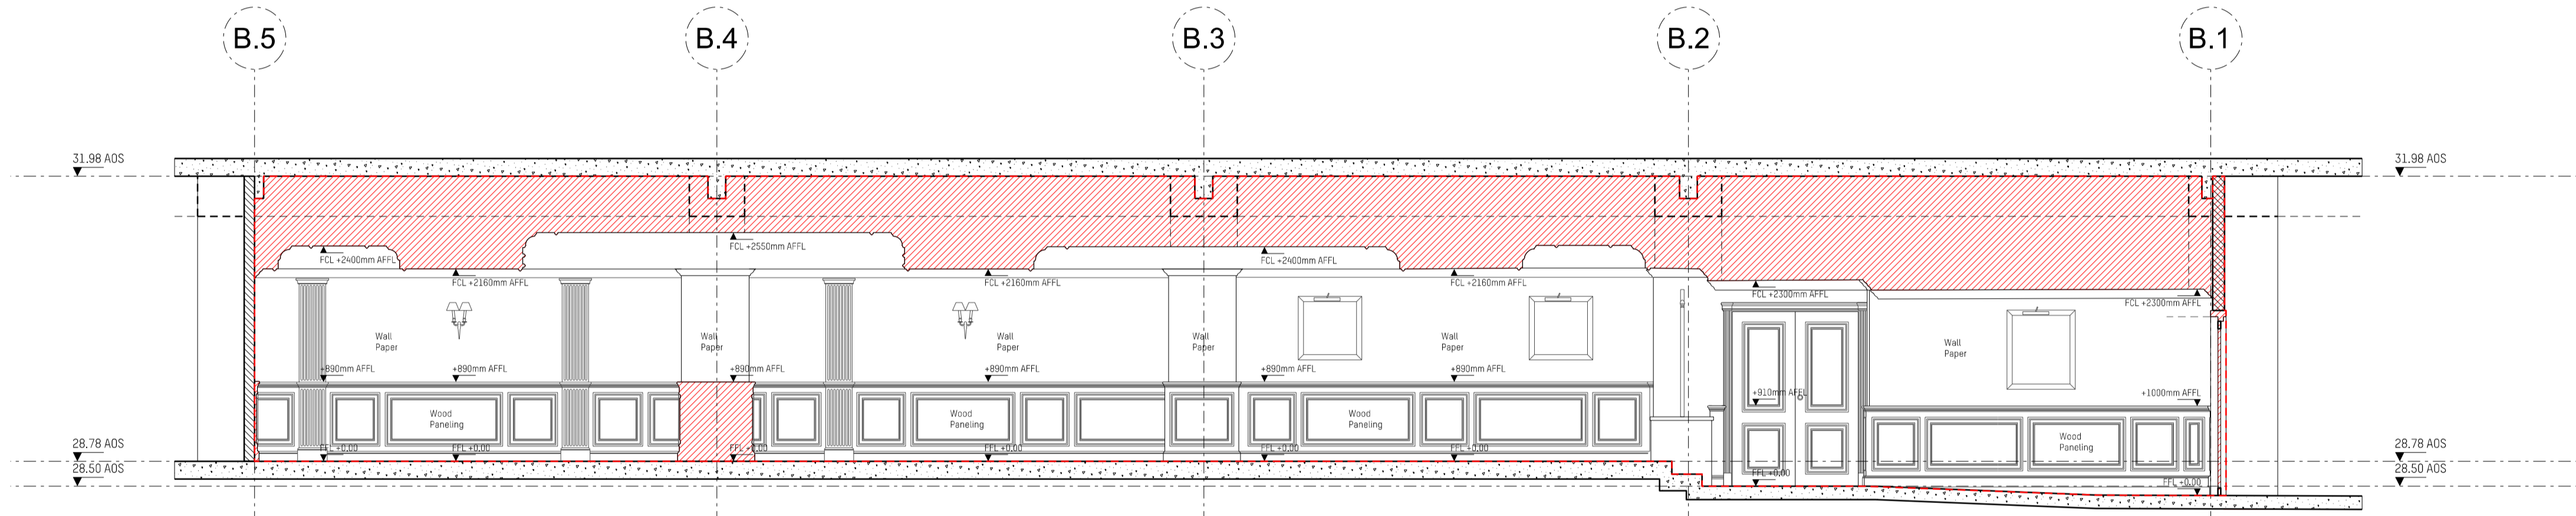 B.5 B.4 B.3 B.2 B.1
31.98 AOS 31.98 AOS
FCL +2550mm AFFL
FCL +2400mm AFFL FCL +2400mm AFFL
FCL +2160mm AFFL FCL +2160mm AFFL FCL +2160mm AFFL
FCL +2300mm AFFL
FCL +2300mm AFFL
Wall Wall Wall Wall Wall
Paper Paper Paper Paper Paper
Wall
Paper
+890mm AFFL +890mm AFFL +890mm AFFL +890mm AFFL +890mm AFFL +890mm AFFL
+910mm AFFL +1000mm AFFL
Wood Wood Wood
Paneling Paneling Paneling
Wood
Paneling
28.78 AOS 28.78 AOS
FFL +0.00 FFL +0.00 FFL +0.00 FFL +0.00 FFL +0.00 FFL +0.00
28.50 AOS 28.50 AOS
FFL +0.00
FFL +0.00